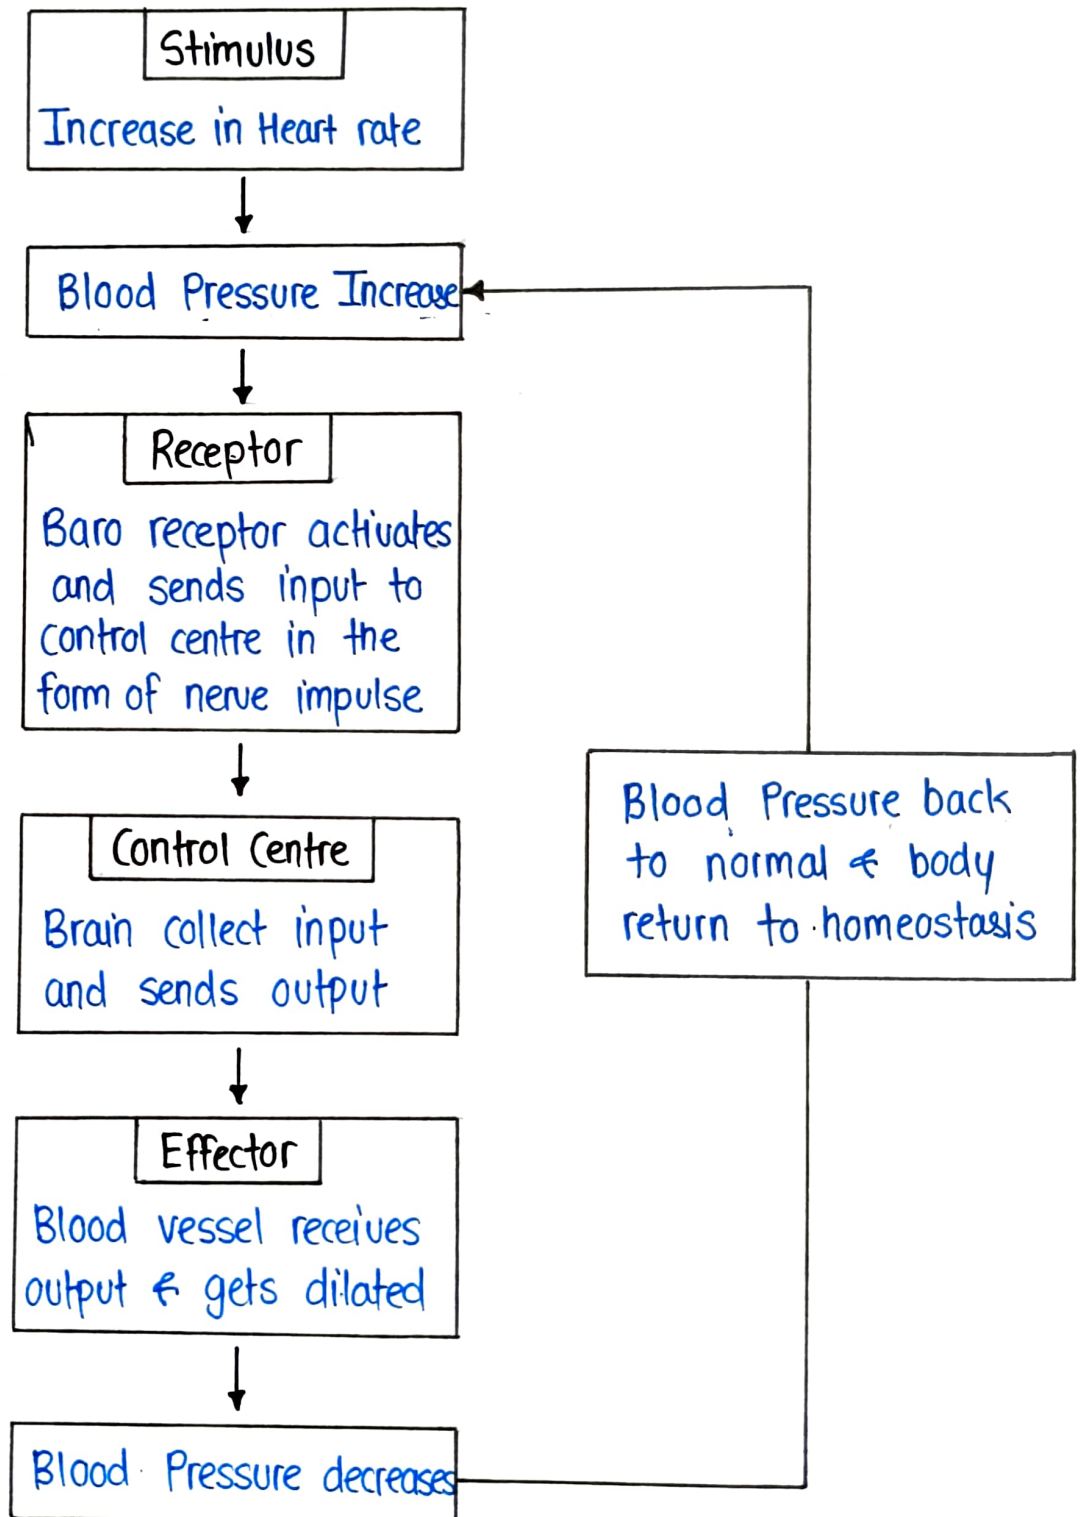 Stimulus
Increase in Heart rate
Blood Pressure Increase
Receptor
Baro receptor activates
and sends input to
control centre in the
form of nerve impulse
Control Centre
Brain collect input
and sends output
Effector
Blood vessel receives
output & gets dilated
Blood Pressure decreases
Blood Pressure back
to normal & body
return to homeostasis